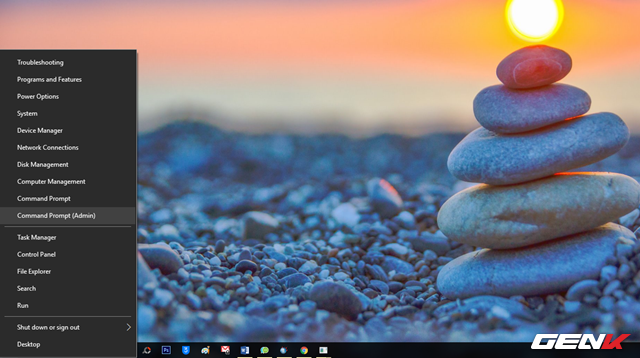 Troubleshooting
Programs and Features
Power Options
System
Device Manager
Network Connections
Disk Management
Computer Management
Command Prompt
Command Prompt (Admin)
Task Manager
Control Panel
File Explorer
Search
Run
Shut down or sign out
Desktop
GENK